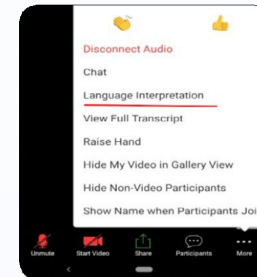 Disconnect Audio
Chat
Language Interpretation
View Full Transcript
Raise Hand
Hide My Video in Gallery View
Hide Non-Video Participants
Show Name when Participants Joi
Unmute
Start Video
Share
Participants
More